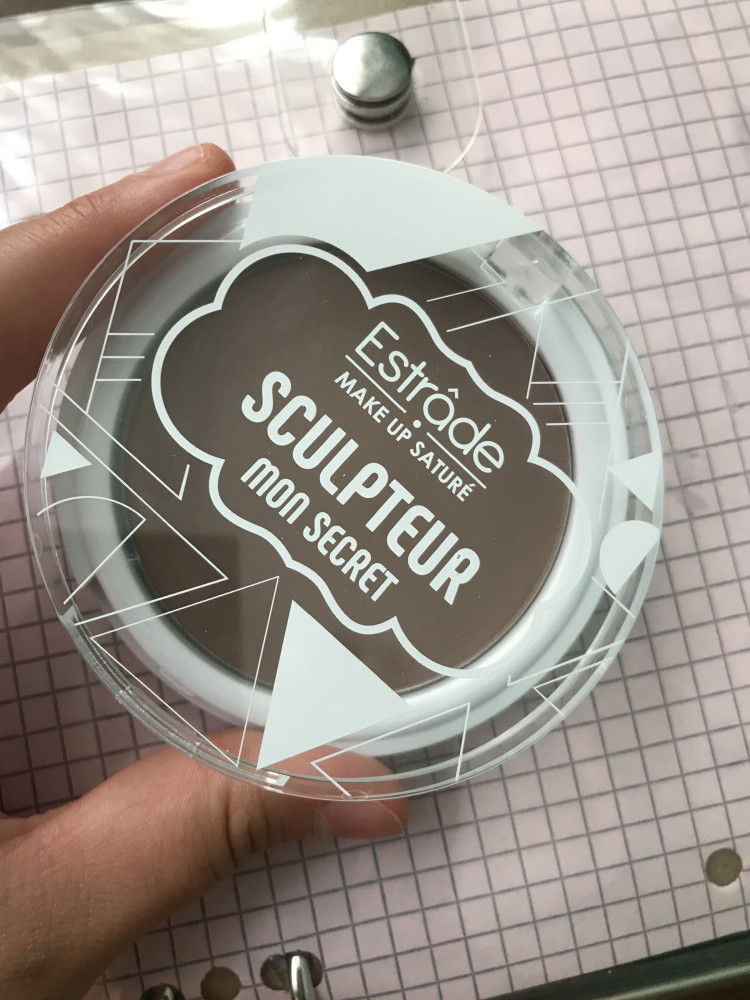 Estrâde
MAKE UP SATURÉ
SCULPTEUR
MON SECRET